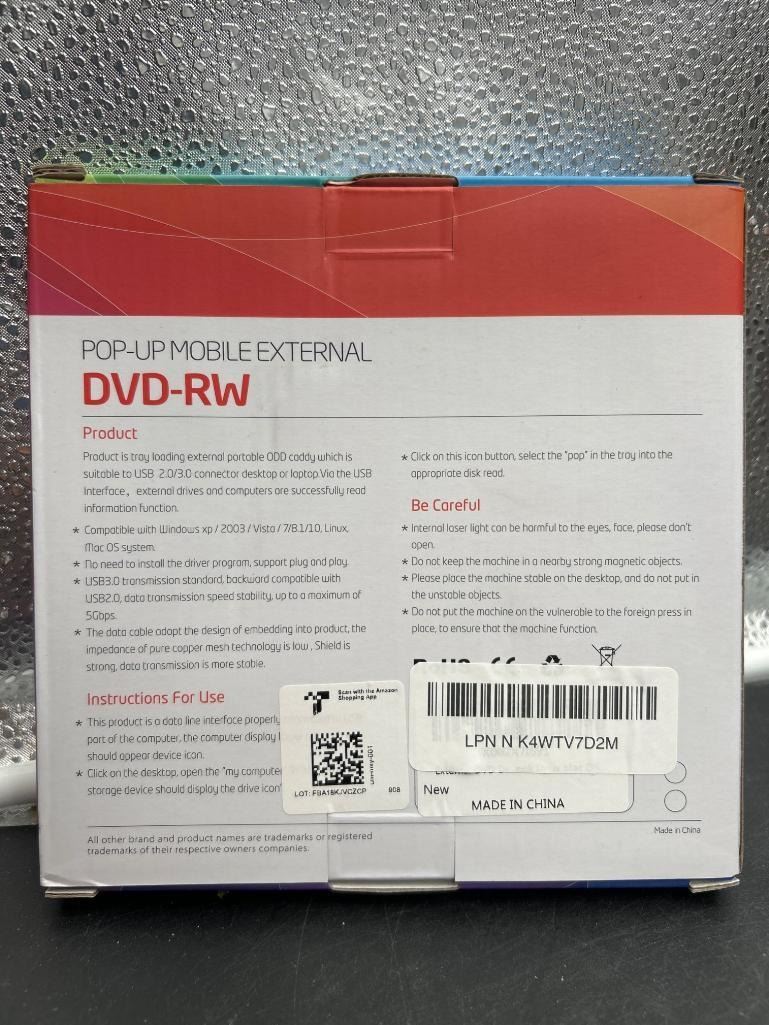 POP-UP MOBILE EXTERNAL
DVD-RW
Product
Product is tray loading external portable ODD caddy which is
suitable to USB 2.0/3.0 connector desktop or laptop.Via the USB
Interface, external drives and computers are successfully read
information function.
* Compatible with Windows xp / 2003 / Vista / 7/8.1/10, Linux,
Mac OS system.
* No need to install the driver program, support plug and play.
* USB3.0 transmission standard, backward compatible with
USB2.0, data transmission speed stability, up to a maximum of
5Gbps.
* The data cable adopt the design of embedding into product, the
impedance of pure copper mesh technology is low , Shield is
strong, data transmission is more stable.
Instructions For Use
* This product is a data line interface properly
part of the computer, the computer display
should appear device icon.
* Click on the desktop, open the "my computer
storage device should display the drive icon"
* Click on this icon button, select the "pop" in the tray into the
appropriate disk read.
Be Careful
* Internal laser light can be harmful to the eyes, face, please don't
open.
* Do not keep the machine in a nearby strong magnetic objects.
* Please place the machine stable on the desktop, and do not put in
the unstable objects.
* Do not put the machine on the vulnerable to the foreign press in
place, to ensure that the machine function.
Scan with the Amazon
Shopping App
LOT: FBA18KJVCZCP 908
LPN N K4WTV7D2M
New
MADE IN CHINA
Made in China
All other brand and product names are trademarks or registered
trademarks of their respective owners companies.